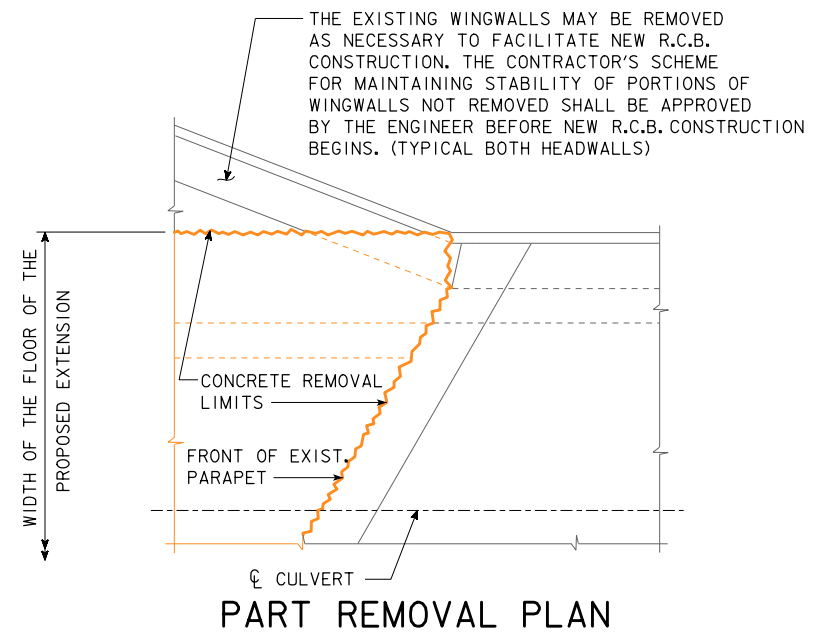 THE EXISTING WINGWALLS MAY BE REMOVED
AS NECESSARY TO FACILITATE NEW R.C.B.
CONSTRUCTION. THE CONTRACTOR'S SCHEME
FOR MAINTAINING STABILITY OF PORTIONS OF
WINGWALLS NOT REMOVED SHALL BE APPROVED
BY THE ENGINEER BEFORE NEW R.C.B. CONSTRUCTION
BEGINS. (TYPICAL BOTH HEADWALLS)
WIDTH OF THE FLOOR OF THE
PROPOSED EXTENSION
CONCRETE REMOVAL
LIMITS
FRONT OF EXIST.
PARAPET
℄ CULVERT
PART REMOVAL PLAN